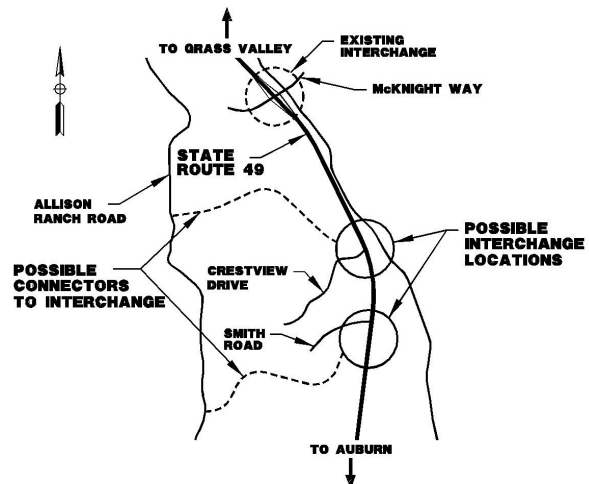 TO GRASS VALLEY
EXISTING
INTERCHANGE
McKNIGHT WAY
STATE
ROUTE 49
ALLISON
RANCH ROAD
POSSIBLE
INTERCHANGE
LOCATIONS
POSSIBLE
CONNECTORS
TO INTERCHANGE
CRESTVIEW
DRIVE
SMITH
ROAD
TO AUBURN